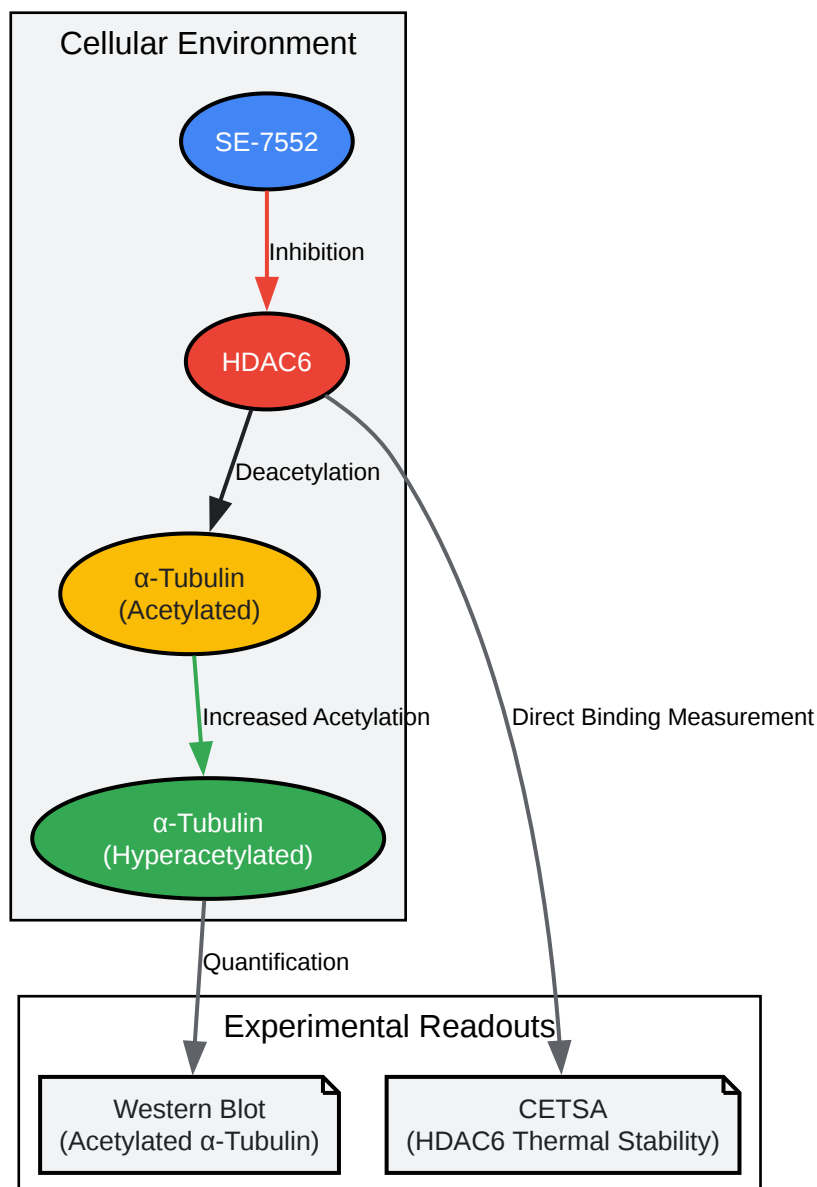 Cellular Environment
SE-7552
Inhibition
HDAC6
Deacetylation
α-Tubulin
(Acetylated)
Increased Acetylation
Direct Binding Measurement
α-Tubulin
(Hyperacetylated)
Quantification
Experimental Readouts
Western Blot
(Acetylated α-Tubulin)
CETSA
(HDAC6 Thermal Stability)